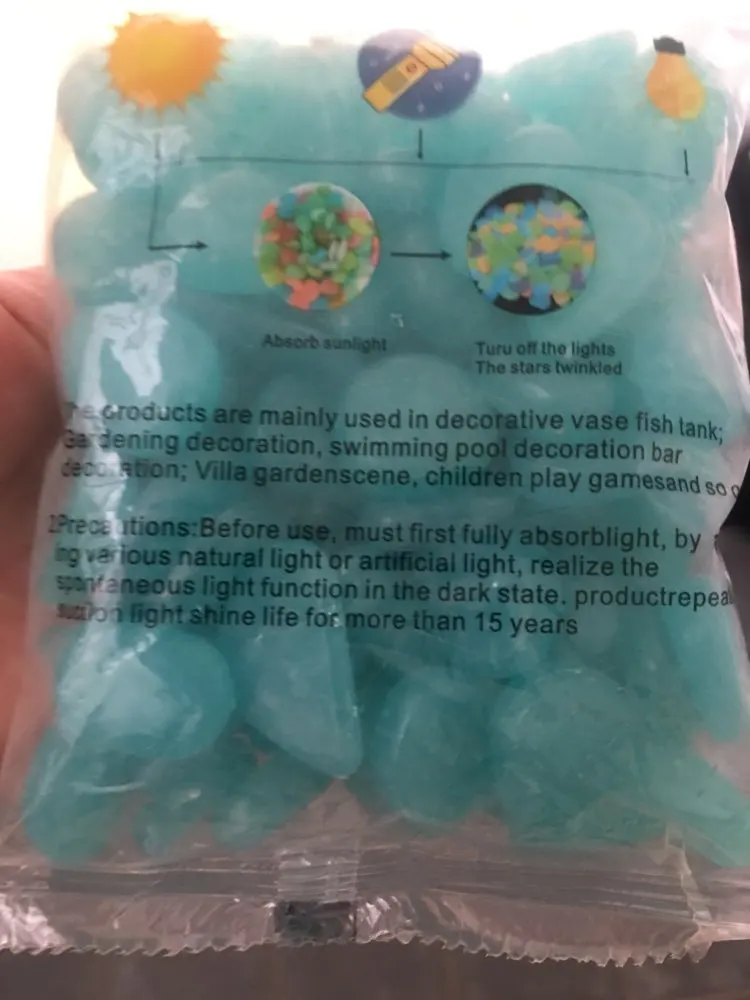 Absorb sunlight
Turu off the lights
The stars twinkled
The products are mainly used in decorative vase fish tank;
Gardening decoration, swimming pool decoration bar
decoration; Villa gardenscene, children play gamesand so
2Precautions:Before use, must first fully absorblight, by
ing various natural light or artificial light, realize the
spontaneous light function in the dark state. productrepea
suction light shine life for more than 15 years